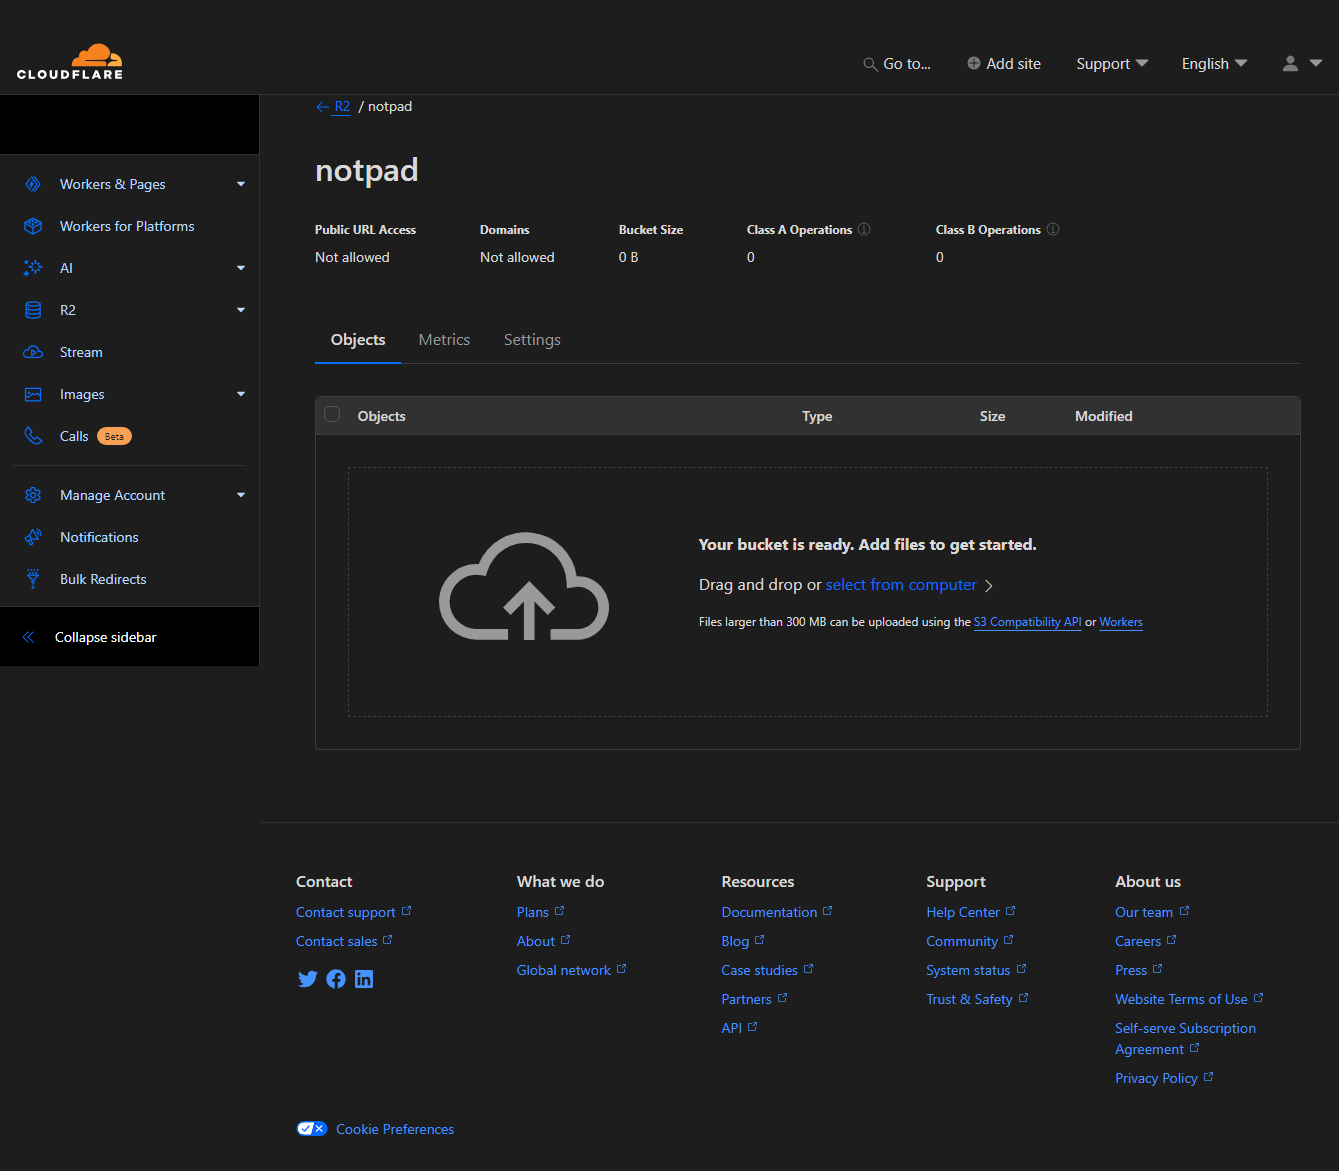 CLOUDFLARE
Go to...
Add site
Support
English
R2 / notpad
Workers & Pages
Workers for Platforms
AI
R2
Stream
Images
Calls Beta
Manage Account
Notifications
Bulk Redirects
Collapse sidebar
notpad
Public URL Access Domains Bucket Size Class A Operations Class B Operations
Not allowed Not allowed 0 B 0 0
Objects Metrics Settings
Objects Type Size Modified
Your bucket is ready. Add files to get started.
Drag and drop or select from computer
Files larger than 300 MB can be uploaded using the S3 Compatibility API or Workers
Contact
Contact support
Contact sales
What we do
Plans
About
Global network
Resources
Documentation
Blog
Case studies
Partners
API
Support
Help Center
Community
System status
Trust & Safety
About us
Our team
Careers
Press
Website Terms of Use
Self-serve Subscription
Agreement
Privacy Policy
Cookie Preferences